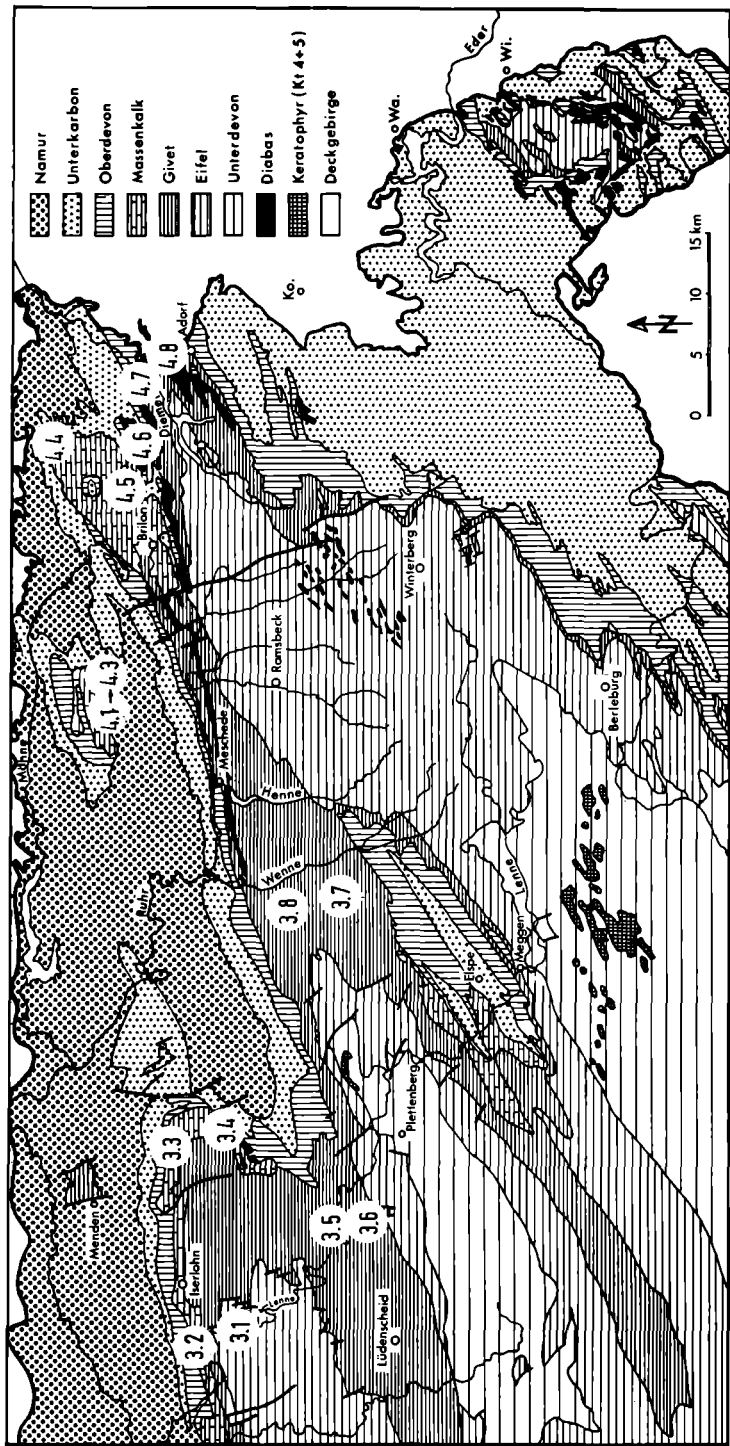 Namur
Unterkarbon
Oberdevon
Massenkalk
Givet
Eifel
Unterdevon
Diabas
Keratophyr (Kt 4+5)
Deckgebirge
Möhne
Ruhr
Menden
Iserlohn
3.2
3.1
3.3
3.4
Lenne
Lüdenscheid
3.5
3.6
Plettenberg
3.8
3.7
Wenne
Henne
Meschede
Ramsbeck
4.1 – 4.3
4.4
4.5
4.6
4.7
4.8
Brilon
Diemel
Adorf
Ko.
Wa.
Eder
Wi.
Winterberg
Berleburg
Elspe
Meggen
Lenne
N
0 5 10 15 km